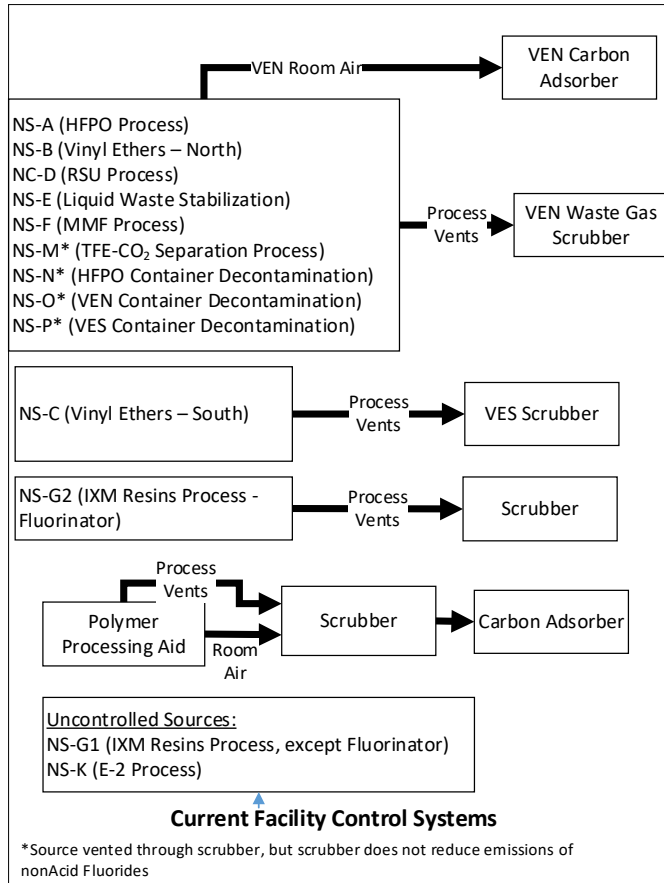 VEN Room Air
VEN Carbon
Adsorber
NS-A (HFPO Process)
NS-B (Vinyl Ethers – North)
NC-D (RSU Process)
NS-E (Liquid Waste Stabilization)
NS-F (MMF Process)
NS-M* (TFE-CO₂ Separation Process)
NS-N* (HFPO Container Decontamination)
NS-O* (VEN Container Decontamination)
NS-P* (VES Container Decontamination)
Process
Vents
VEN Waste Gas
Scrubber
NS-C (Vinyl Ethers – South)
Process
Vents
VES Scrubber
NS-G2 (IXM Resins Process -
Fluorinator)
Process
Vents
Scrubber
Process
Vents
Polymer
Processing Aid
Room
Air
Scrubber
Carbon Adsorber
Uncontrolled Sources:
NS-G1 (IXM Resins Process, except Fluorinator)
NS-K (E-2 Process)
Current Facility Control Systems
*Source vented through scrubber, but scrubber does not reduce emissions of
nonAcid Fluorides